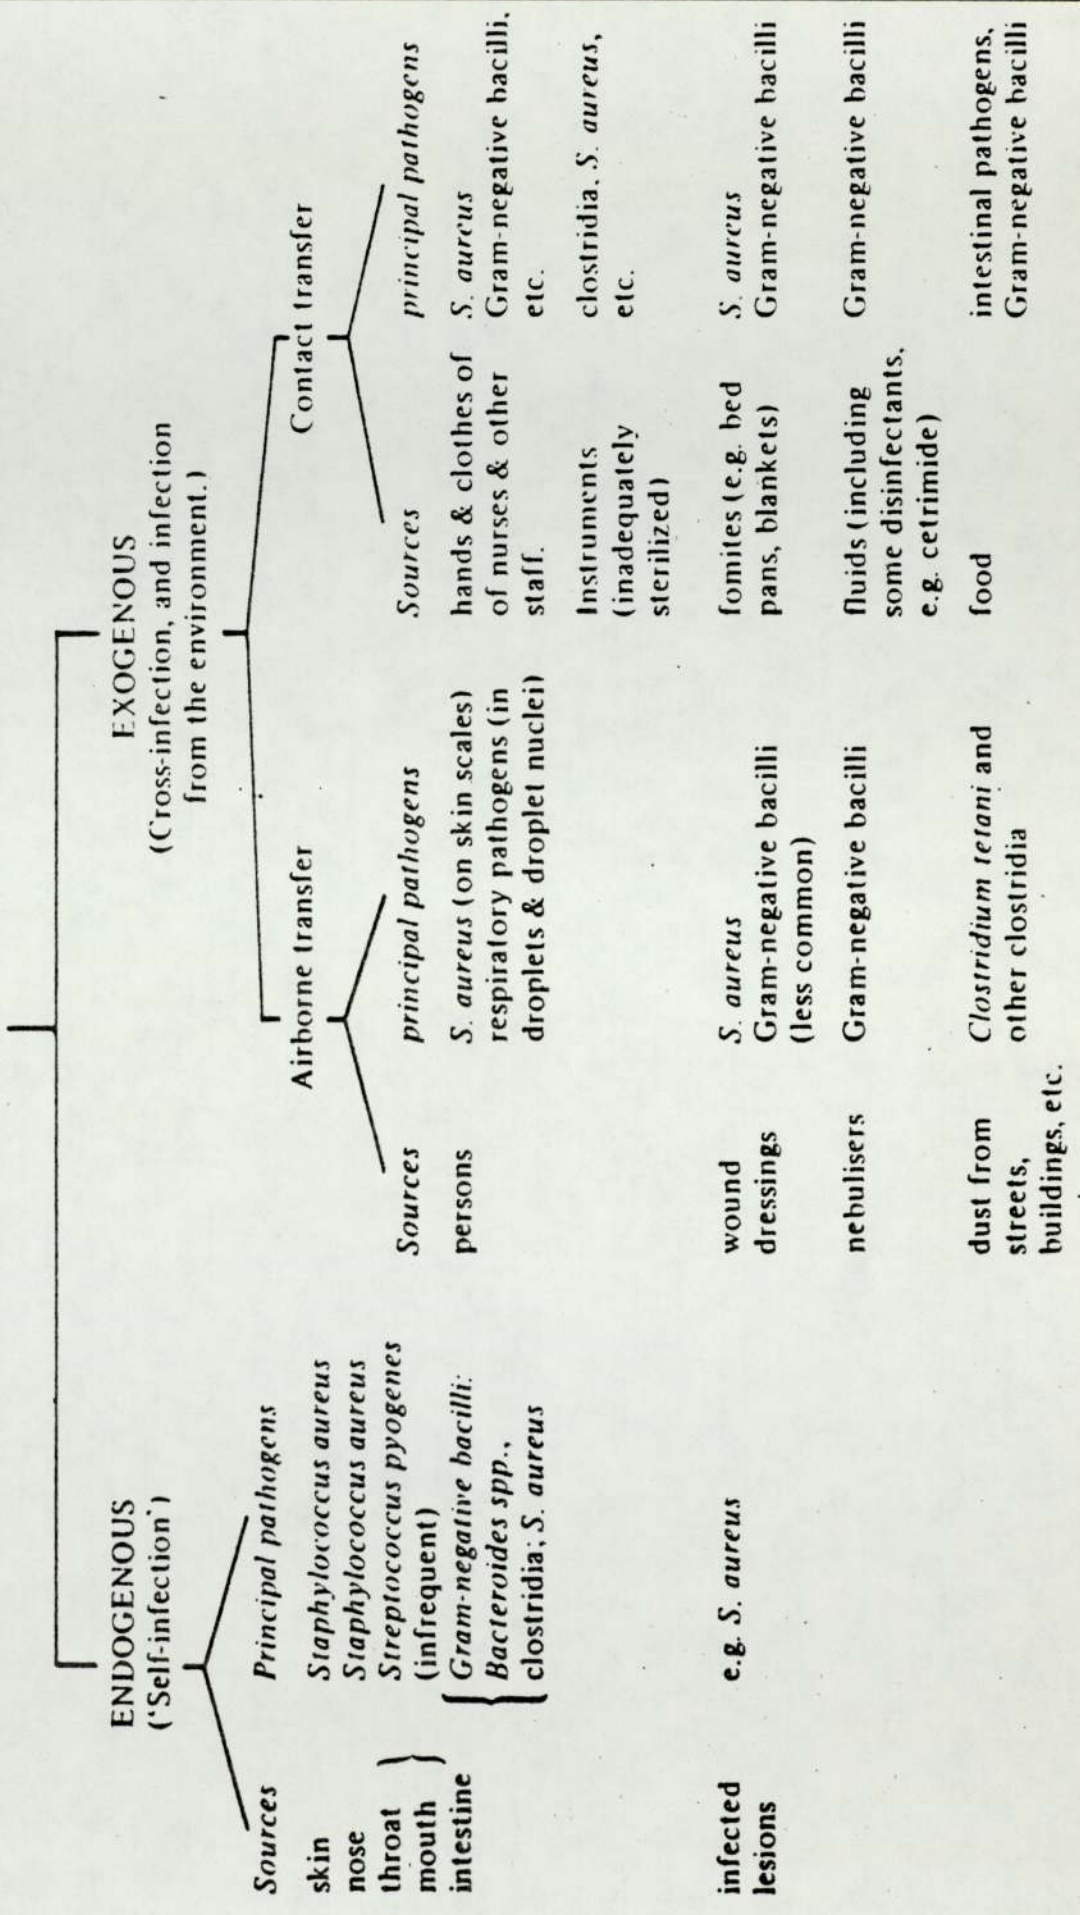 ENDOGENOUS
('Self-infection')
Sources
Principal pathogens
skin
Staphylococcus aureus
nose
Staphylococcus aureus
throat
Streptococcus pyogenes
mouth
(infrequent)
intestine
Gram-negative bacilli:
Bacteroides spp.,
clostridia; S. aureus
infected
lesions
e.g. S. aureus
EXOGENOUS
(Cross-infection, and infection
from the environment.)
Airborne transfer
Sources
principal pathogens
persons
S. aureus (on skin scales)
respiratory pathogens (in
droplets & droplet nuclei)
wound
dressings
S. aureus
Gram-negative bacilli
(less common)
nebulisers
Gram-negative bacilli
dust from
streets,
buildings, etc.
Clostridium tetani and
other clostridia
Contact transfer
Sources
principal pathogens
hands & clothes of
of nurses & other
staff.
S. aureus
Gram-negative bacilli,
etc.
Instruments
(inadequately
sterilized)
clostridia, S. aureus,
etc.
fomites (e.g. bed
pans, blankets)
S. aureus
Gram-negative bacilli
fluids (including
some disinfectants,
e.g. cetrimide)
Gram-negative bacilli
food
intestinal pathogens,
Gram-negative bacilli